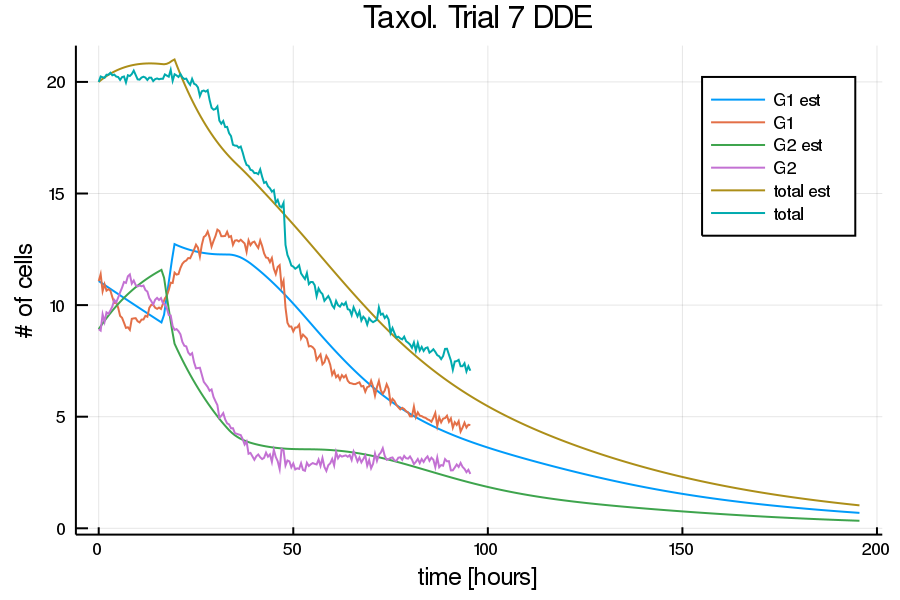 Taxol. Trial 7 DDE
G1 est
G1
G2 est
G2
total est
total
20
15
10
5
0
# of cells
0
50
100
150
200
time [hours]